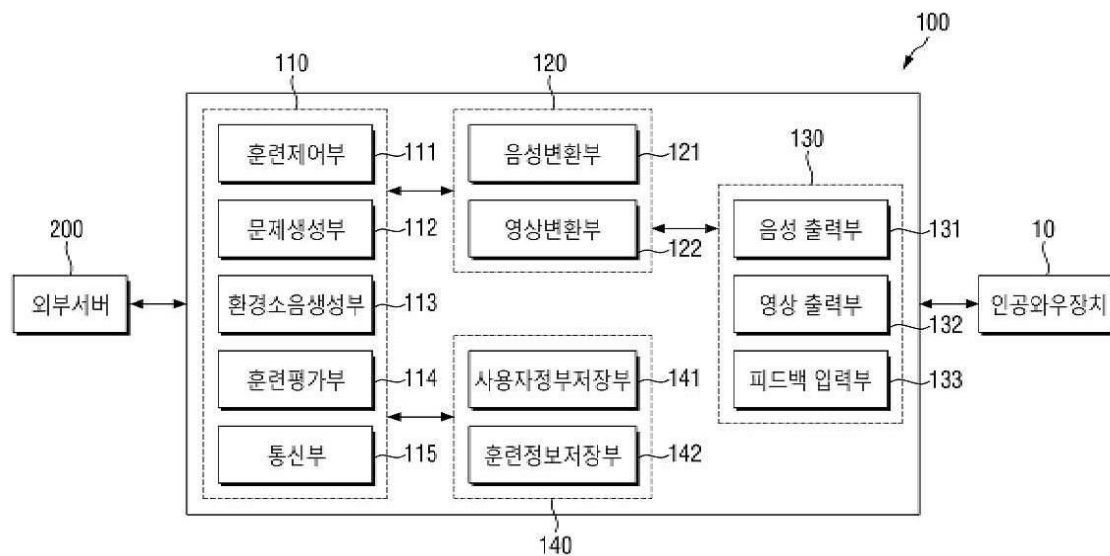 100
110
120
훈련제어부 111
음성변환부 121
130
200
문제생성부 112
영상변환부 122
음성 출력부 131
10
외부서버
환경소음생성부 113
영상 출력부 132
인공와우장치
훈련평가부 114
사용자정부저장부 141
피드백 입력부 133
통신부 115
훈련정보저장부 142
140